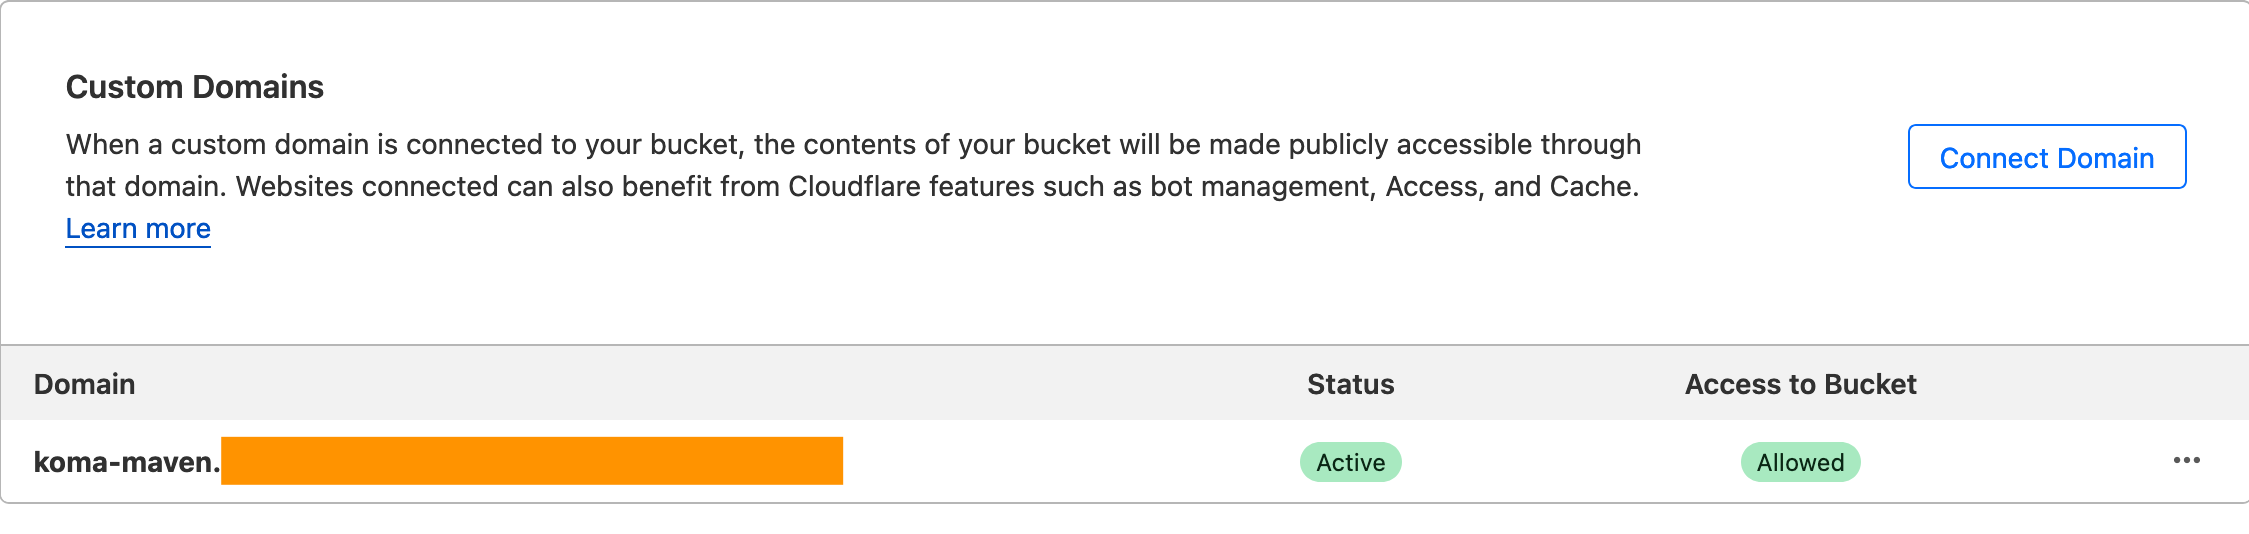 Custom Domains
When a custom domain is connected to your bucket, the contents of your bucket will be made publicly accessible through
that domain. Websites connected can also benefit from Cloudflare features such as bot management, Access, and Cache.
Learn more
Connect Domain
Domain Status Access to Bucket
koma-maven. Active Allowed